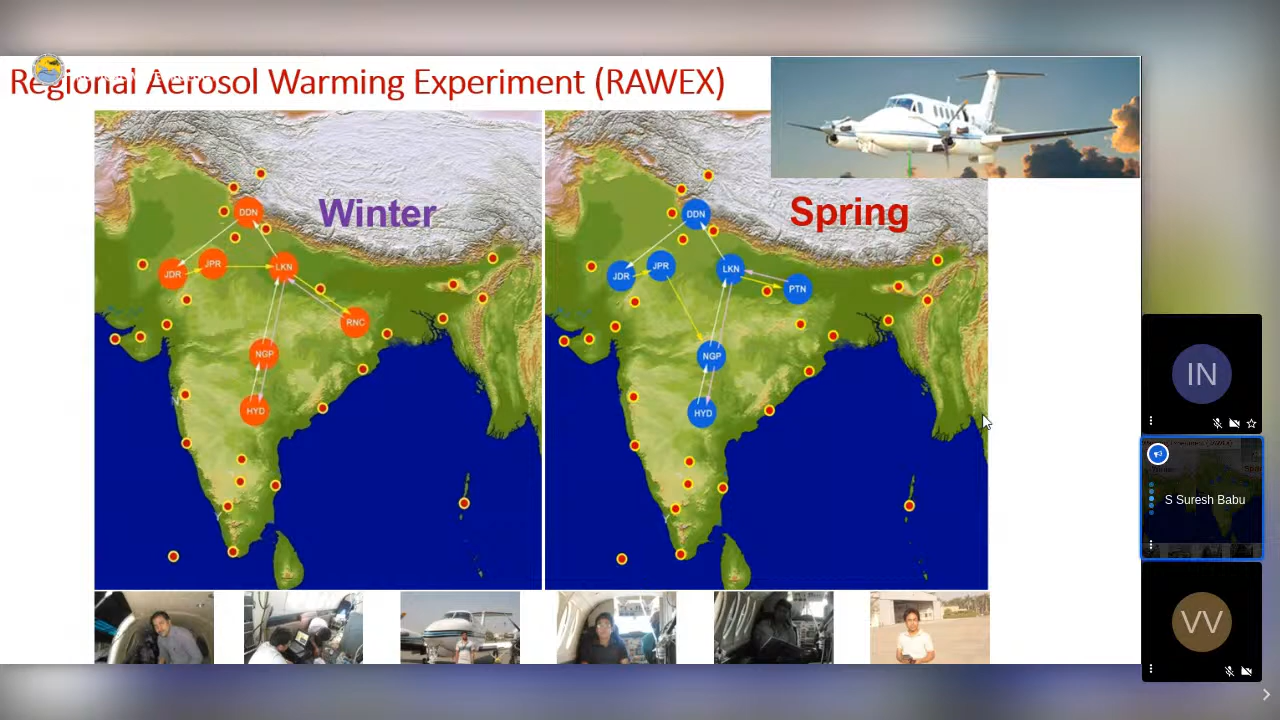 Regional Aerosol Warming Experiment (RAWEX)
Winter
DDN
JDR
JPR
LKN
RNC
NGP
HYD
Spring
DDN
JDR
JPR
LKN
PTN
NGP
HYD
IN
S Suresh Babu
VV